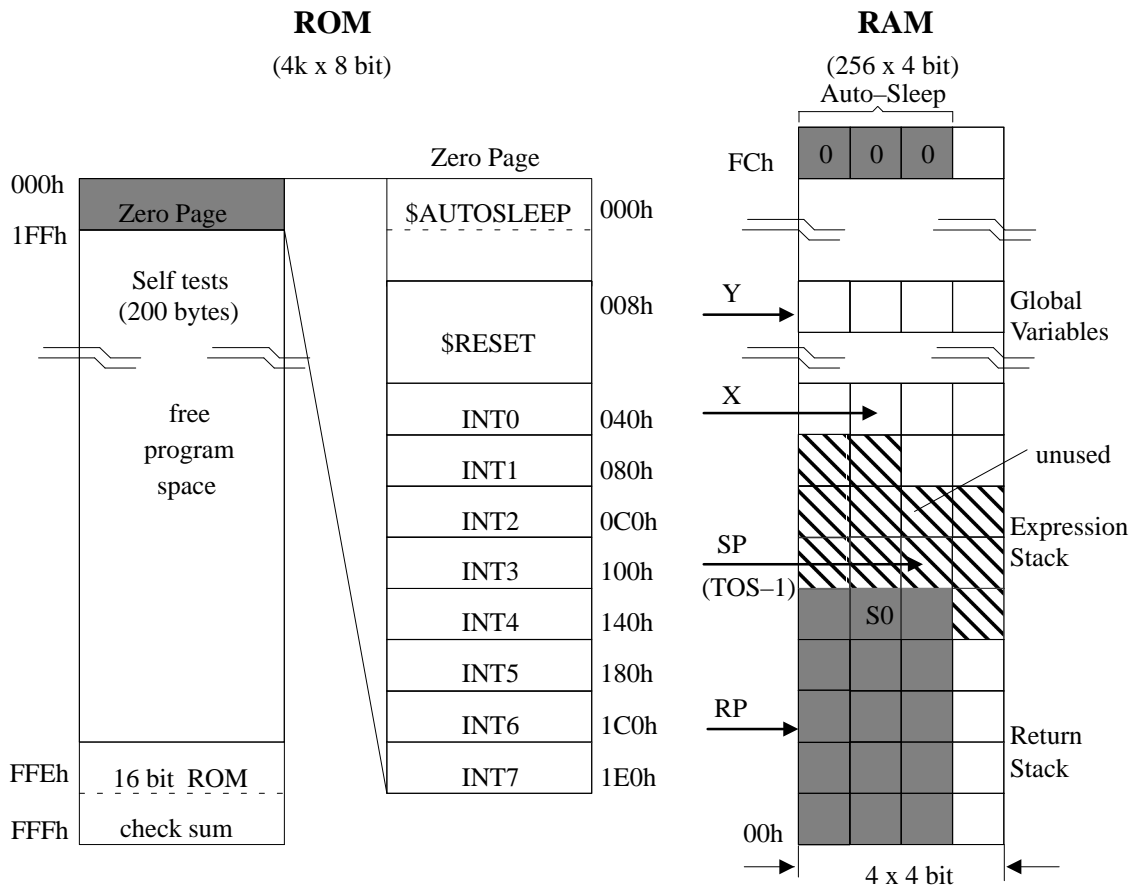 ROM
(4k x 8 bit)
000h
Zero Page
1FFh
Self tests
(200 bytes)
free
program
space
FFEh
16 bit ROM
FFFh
check sum
Zero Page
$AUTOSLEEP
000h
008h
$RESET
INT0
040h
INT1
080h
INT2
0C0h
INT3
100h
INT4
140h
INT5
180h
INT6
1C0h
INT7
1E0h
RAM
(256 x 4 bit)
Auto–Sleep
FCh
0 0 0
Y
Global
Variables
X
unused
Expression
Stack
SP
(TOS–1)
S0
RP
Return
Stack
00h
4 x 4 bit